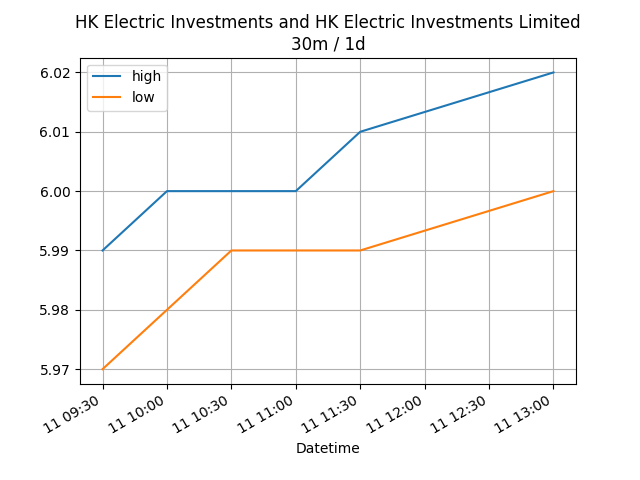 HK Electric Investments and HK Electric Investments Limited
30m / 1d
high
low
6.02
6.01
6.00
5.99
5.98
5.97
11 09:30
11 10:00
11 10:30
11 11:00
11 11:30
11 12:00
11 12:30
11 13:00
Datetime